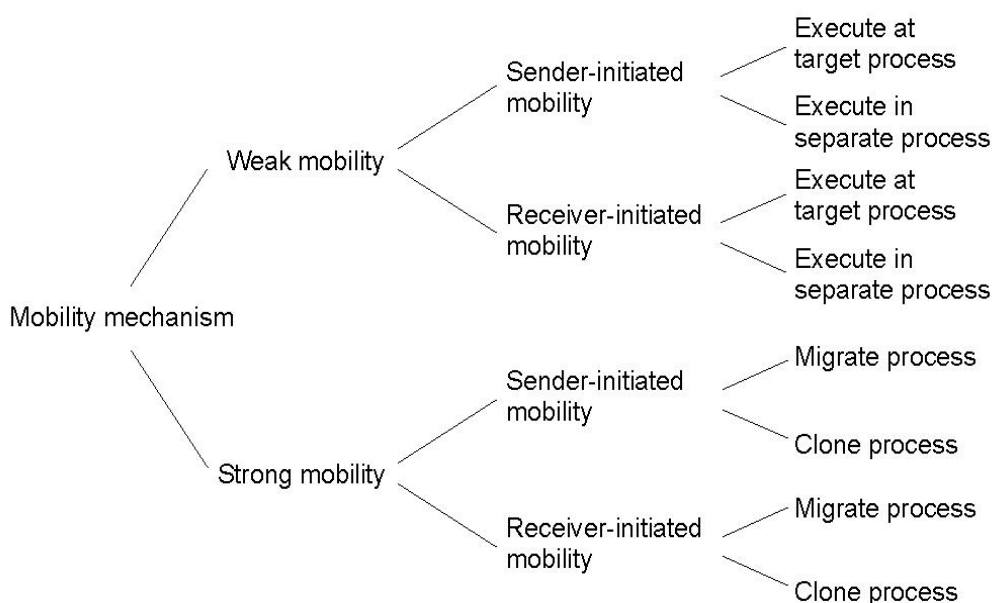 Execute at
target process
Sender-initiated
mobility
Execute in
separate process
Weak mobility
Execute at
target process
Receiver-initiated
mobility
Execute in
separate process
Mobility mechanism
Migrate process
Sender-initiated
mobility
Clone process
Strong mobility
Migrate process
Receiver-initiated
mobility
Clone process